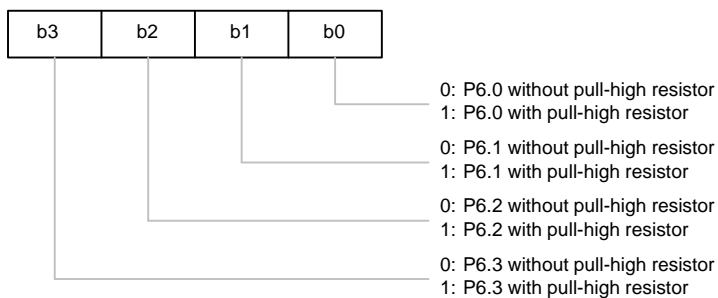 b3 b2 b1 b0
0: P6.0 without pull-high resistor
1: P6.0 with pull-high resistor
0: P6.1 without pull-high resistor
1: P6.1 with pull-high resistor
0: P6.2 without pull-high resistor
1: P6.2 with pull-high resistor
0: P6.3 without pull-high resistor
1: P6.3 with pull-high resistor